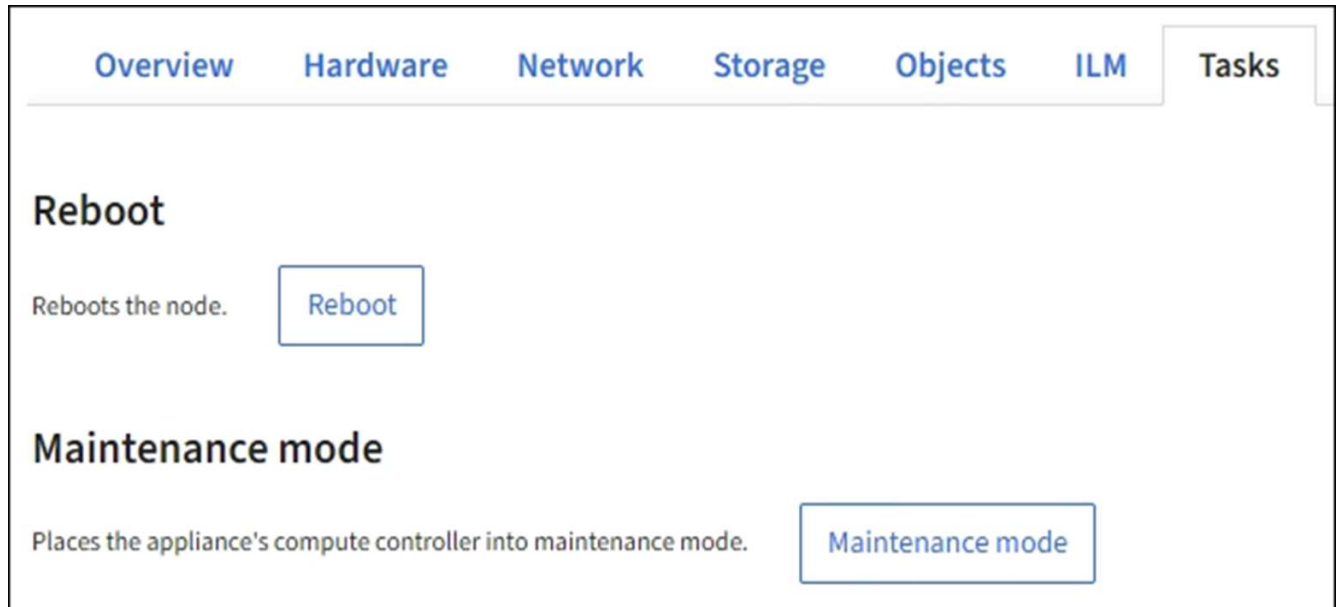 Overview Hardware Network Storage Objects ILM Tasks
Reboot
Reboots the node. Reboot
Maintenance mode
Places the appliance's compute controller into maintenance mode. Maintenance mode